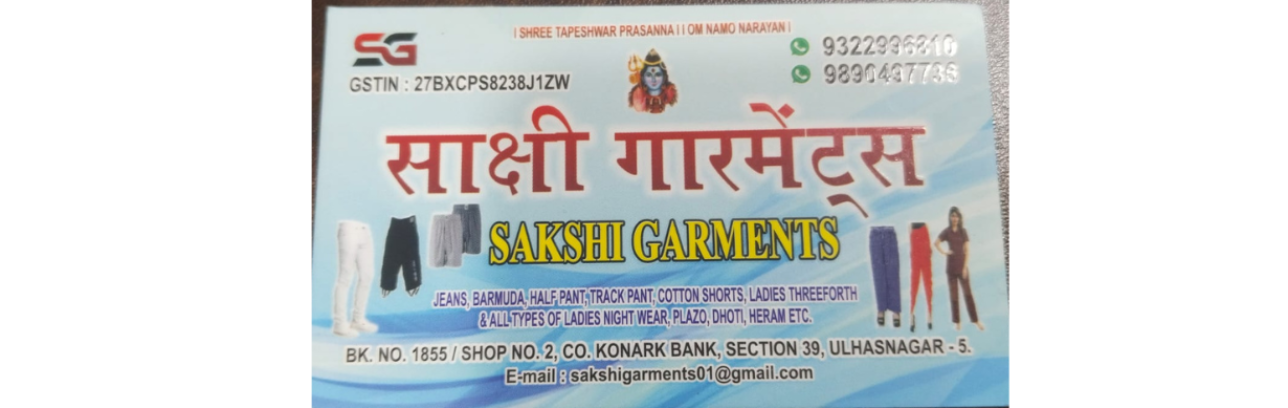 | SHREE TAPESHWAR PRASANNA | | OM NAMO NARAYAN |
SG
GSTIN : 27BXCPS8238J1ZW
9322996810
9890497736
साक्षी गारमेंट्स
SAKSHI GARMENTS
JEANS, BARMUDA, HALF PANT, TRACK PANT, COTTON SHORTS, LADIES THREEFORTH
& ALL TYPES OF LADIES NIGHT WEAR, PLAZO, DHOTI, HERAM ETC.
BK. NO. 1855 / SHOP NO. 2, CO. KONARK BANK, SECTION 39, ULHASNAGAR - 5.
E-mail : sakshigarments01@gmail.com